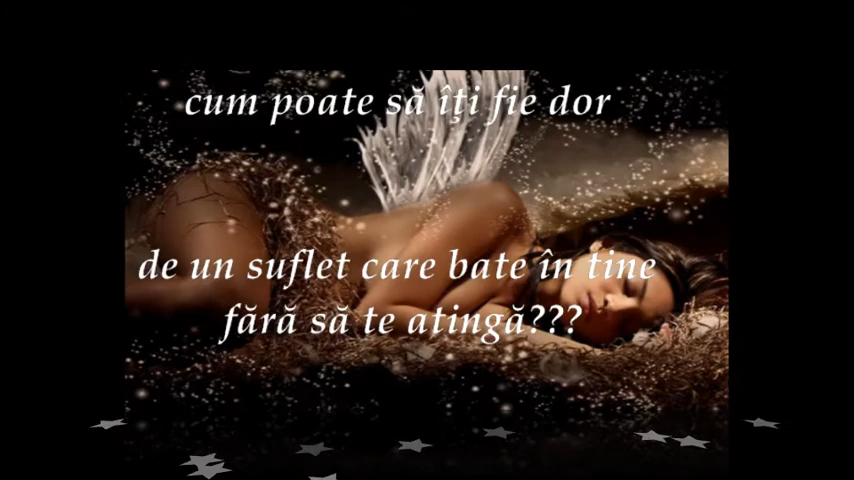 cum poate să îţi fie dor
de un suflet care bate în tine
fără să te atingă???